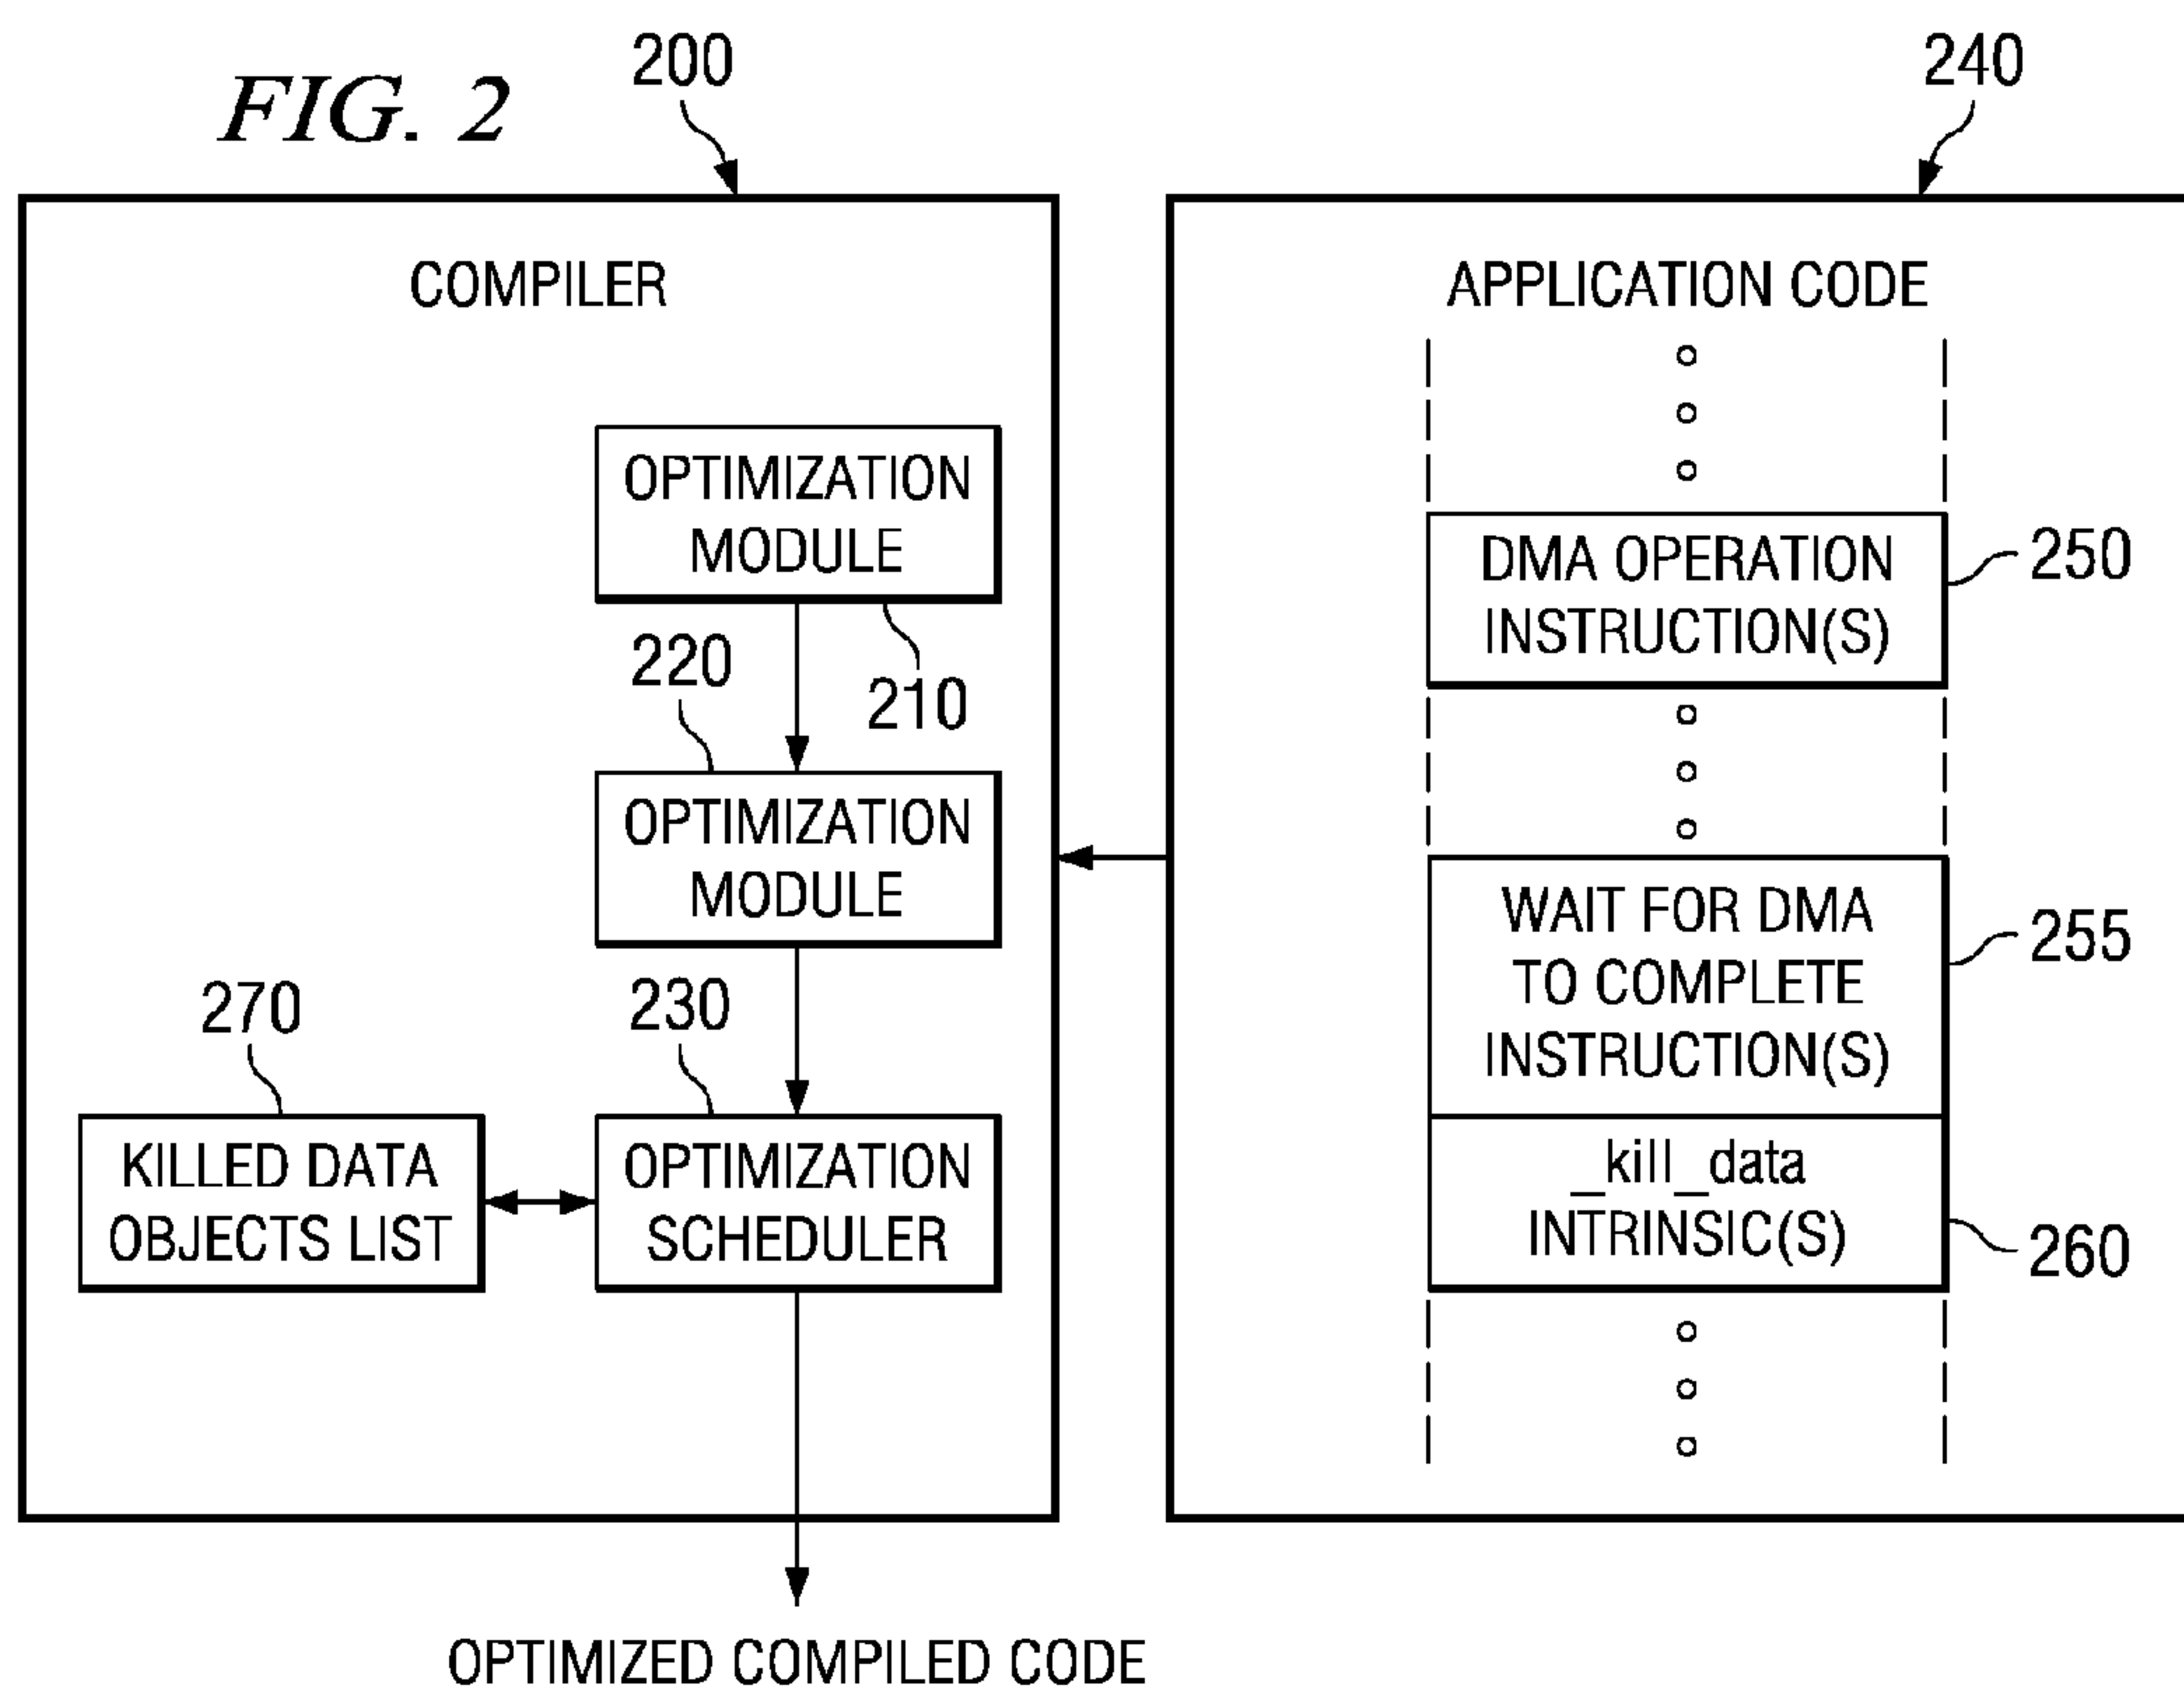 FIG. 2
200
240
COMPILER
OPTIMIZATION
MODULE
210
220
OPTIMIZATION
MODULE
230
270
KILLED DATA
OBJECTS LIST
OPTIMIZATION
SCHEDULER
OPTIMIZED COMPILED CODE
APPLICATION CODE
DMA OPERATION
INSTRUCTION(S)
250
WAIT FOR DMA
TO COMPLETE
INSTRUCTION(S)
255
_kill_data
INTRINSIC(S)
260